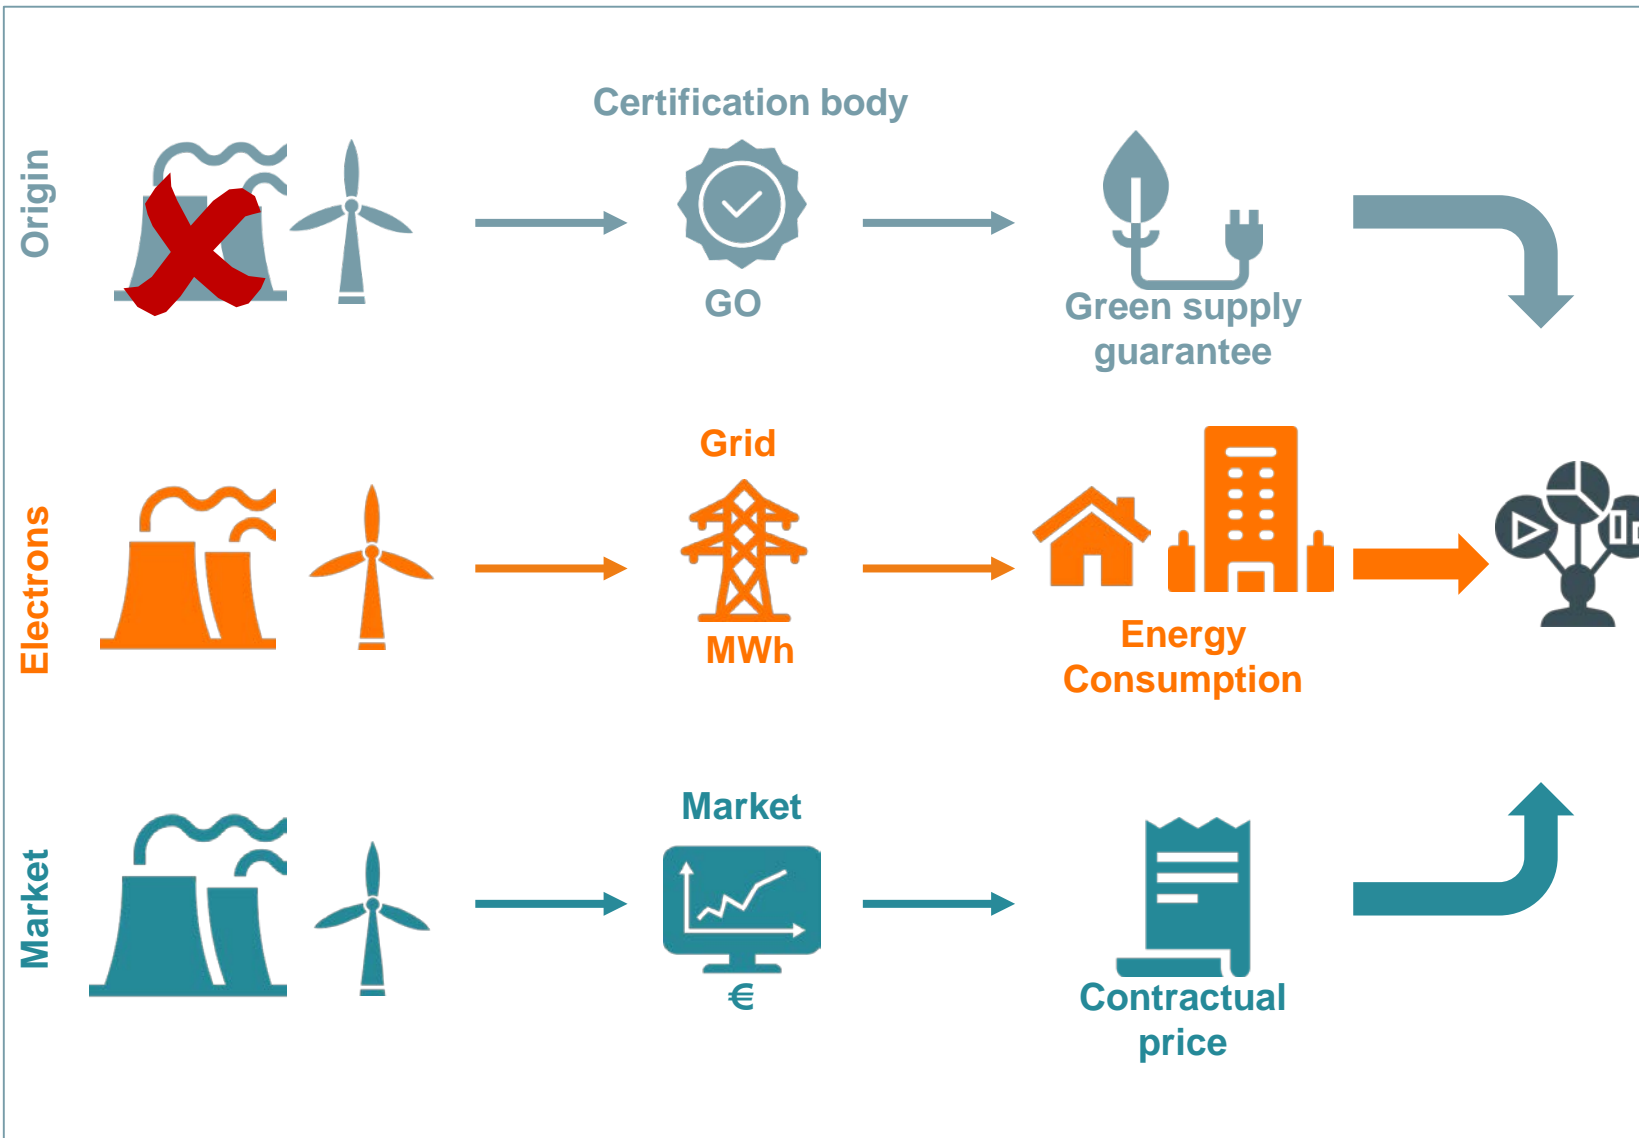 Origin
Certification body
GO
Green supply
guarantee
Electrons
Grid
MWh
Energy
Consumption
Market
Market
€
Contractual
price